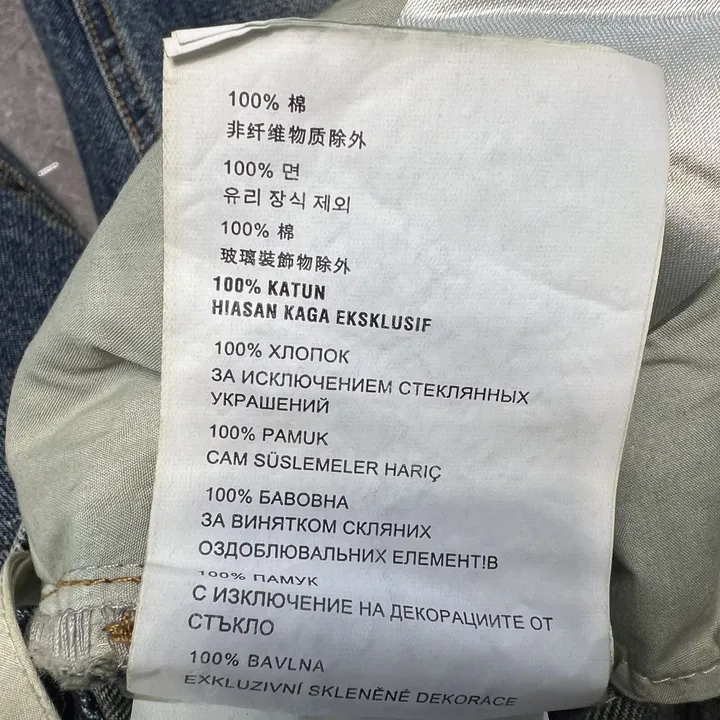 100% 棉
非纤维物质除外
100% 면
유리 장식 제외
100% 棉
玻璃裝飾物除外
100% KATUN
HIASAN KAGA EKSKLUSIF
100% ХЛОПОК
ЗА ИСКЛЮЧЕНИЕМ СТЕКЛЯННЫХ
УКРАШЕНИЙ
100% PAMUK
CAM SÜSLEMELER HARIÇ
100% БАВОВНА
ЗА ВИНЯТКОМ СКЛЯНИХ
ОЗДОБЛЮВАЛЬНИХ ЕЛЕМЕНТ!В
100% ПАМУК
С ИЗКЛЮЧЕНИЕ НА ДЕКОРАЦИИТЕ ОТ
СТЪКЛО
100% BAVLNA
EXKLUZIVNÍ SKLENĚNÉ DEKORACE